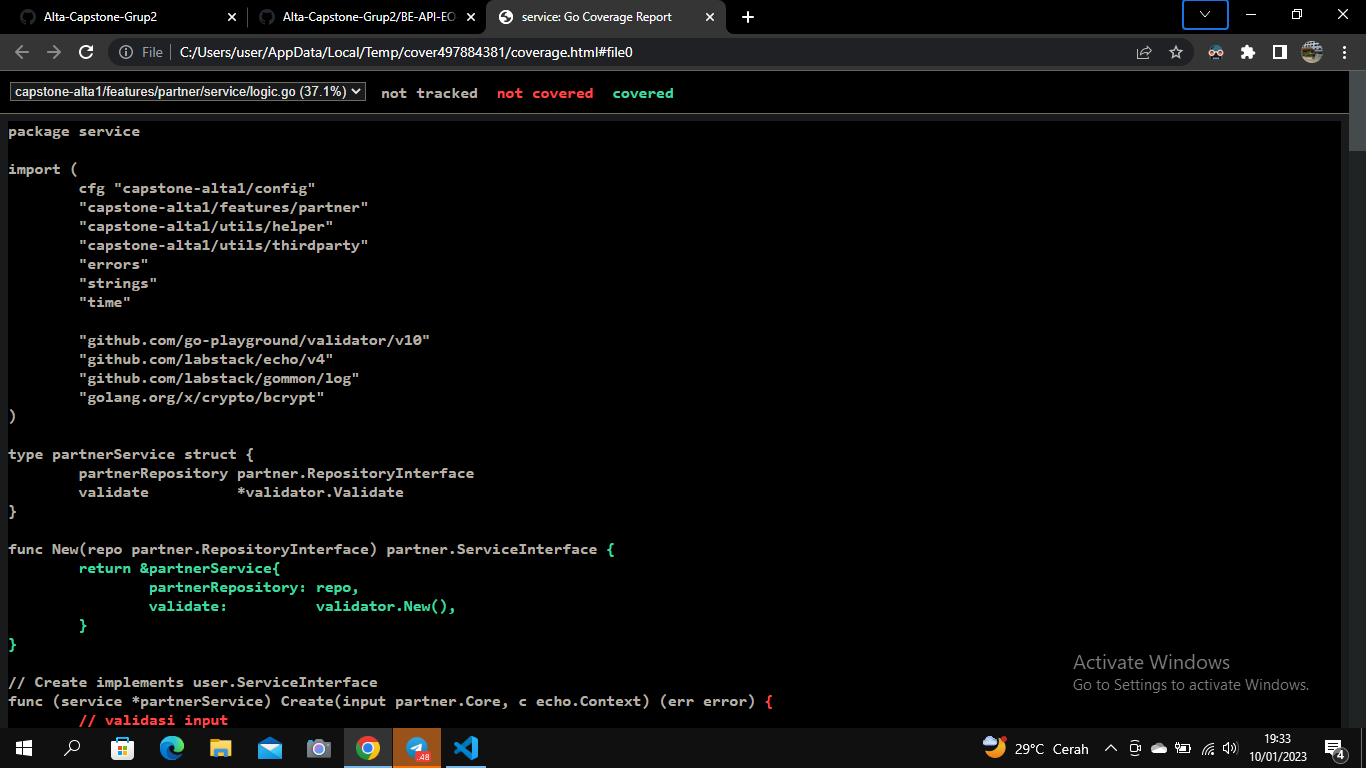 Alta-Capstone-Grup2
Alta-Capstone-Grup2/BE-API-EO
service: Go Coverage Report
File
C:/Users/user/AppData/Local/Temp/cover497884381/coverage.html#file0
capstone-alta1/features/partner/service/logic.go (37.1%)
not tracked not covered covered
package service
import (
cfg "capstone-alta1/config"
"capstone-alta1/features/partner"
"capstone-alta1/utils/helper"
"capstone-alta1/utils/thirdparty"
"errors"
"strings"
"time"
"github.com/go-playground/validator/v10"
"github.com/labstack/echo/v4"
"github.com/labstack/gommon/log"
"golang.org/x/crypto/bcrypt"
)
type partnerService struct {
partnerRepository partner.RepositoryInterface
validate *validator.Validate
}
func New(repo partner.RepositoryInterface) partner.ServiceInterface {
return &partnerService{
partnerRepository: repo,
validate: validator.New(),
}
}
// Create implements user.ServiceInterface
func (service *partnerService) Create(input partner.Core, c echo.Context) (err error) {
// validasi input
Activate Windows
Go to Settings to activate Windows.
48
29°C Cerah
19:33
10/01/2023
4